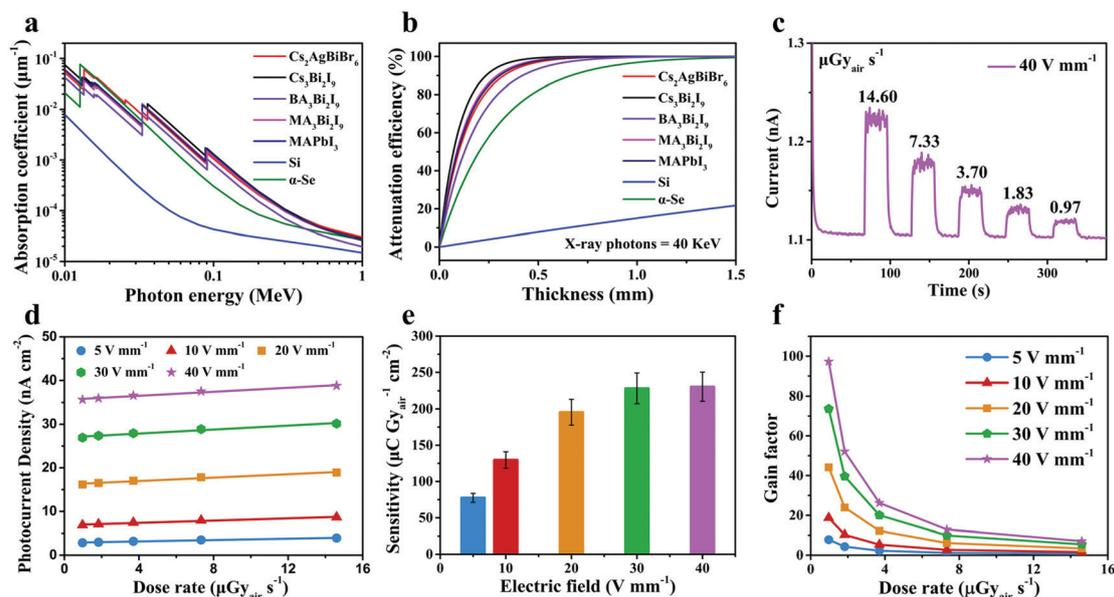 a
Absorption coefficient (μm⁻¹)
10⁻¹
10⁻²
10⁻³
10⁻⁴
10⁻⁵
0.01
0.1
1
Photon energy (MeV)
Cs₂AgBiBr₆
Cs₃Bi₂I₉
BA₃Bi₂I₉
MA₃Bi₂I₉
MAPbI₃
Si
α-Se
b
Attenuation efficiency (%)
100
80
60
40
20
0
0.0
0.5
1.0
1.5
Thickness (mm)
Cs₂AgBiBr₆
Cs₃Bi₂I₉
BA₃Bi₂I₉
MA₃Bi₂I₉
MAPbI₃
Si
α-Se
X-ray photons = 40 KeV
c
Current (nA)
1.3
1.2
1.1
0
100
200
300
Time (s)
μGyₐᵢᵣ s⁻¹
40 V mm⁻¹
14.60
7.33
3.70
1.83
0.97
d
Photocurrent Density (nA cm⁻²)
50
40
30
20
10
0
0
4
8
12
16
Dose rate (μGyₐᵢᵣ s⁻¹)
5 V mm⁻¹
10 V mm⁻¹
20 V mm⁻¹
30 V mm⁻¹
40 V mm⁻¹
e
Sensitivity (μC Gyₐᵢᵣ⁻¹ cm⁻²)
300
250
200
150
100
50
0
0
10
20
30
40
Electric field (V mm⁻¹)
f
Gain factor
100
80
60
40
20
0
0
4
8
12
16
Dose rate (μGyₐᵢᵣ s⁻¹)
5 V mm⁻¹
10 V mm⁻¹
20 V mm⁻¹
30 V mm⁻¹
40 V mm⁻¹